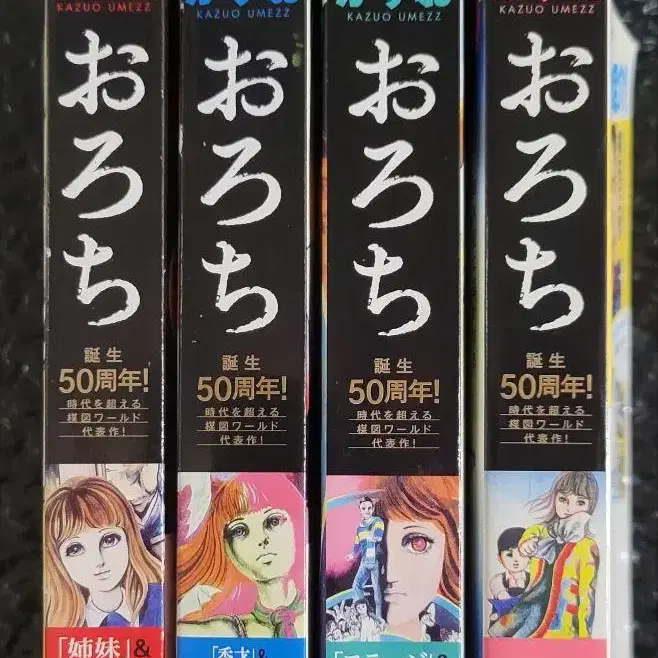 KAZUO UMEZZ
おろち
誕生
50周年!
時代を超える
楳図ワールド
代表作!
「姉妹」&
KAZUO UMEZZ
おろち
誕生
50周年!
時代を超える
楳図ワールド
代表作!
「秀才」&
KAZUO UMEZZ
おろち
誕生
50周年!
時代を超える
楳図ワールド
代表作!
KAZUO UMEZZ
おろち
誕生
50周年!
時代を超える
楳図ワールド
代表作!